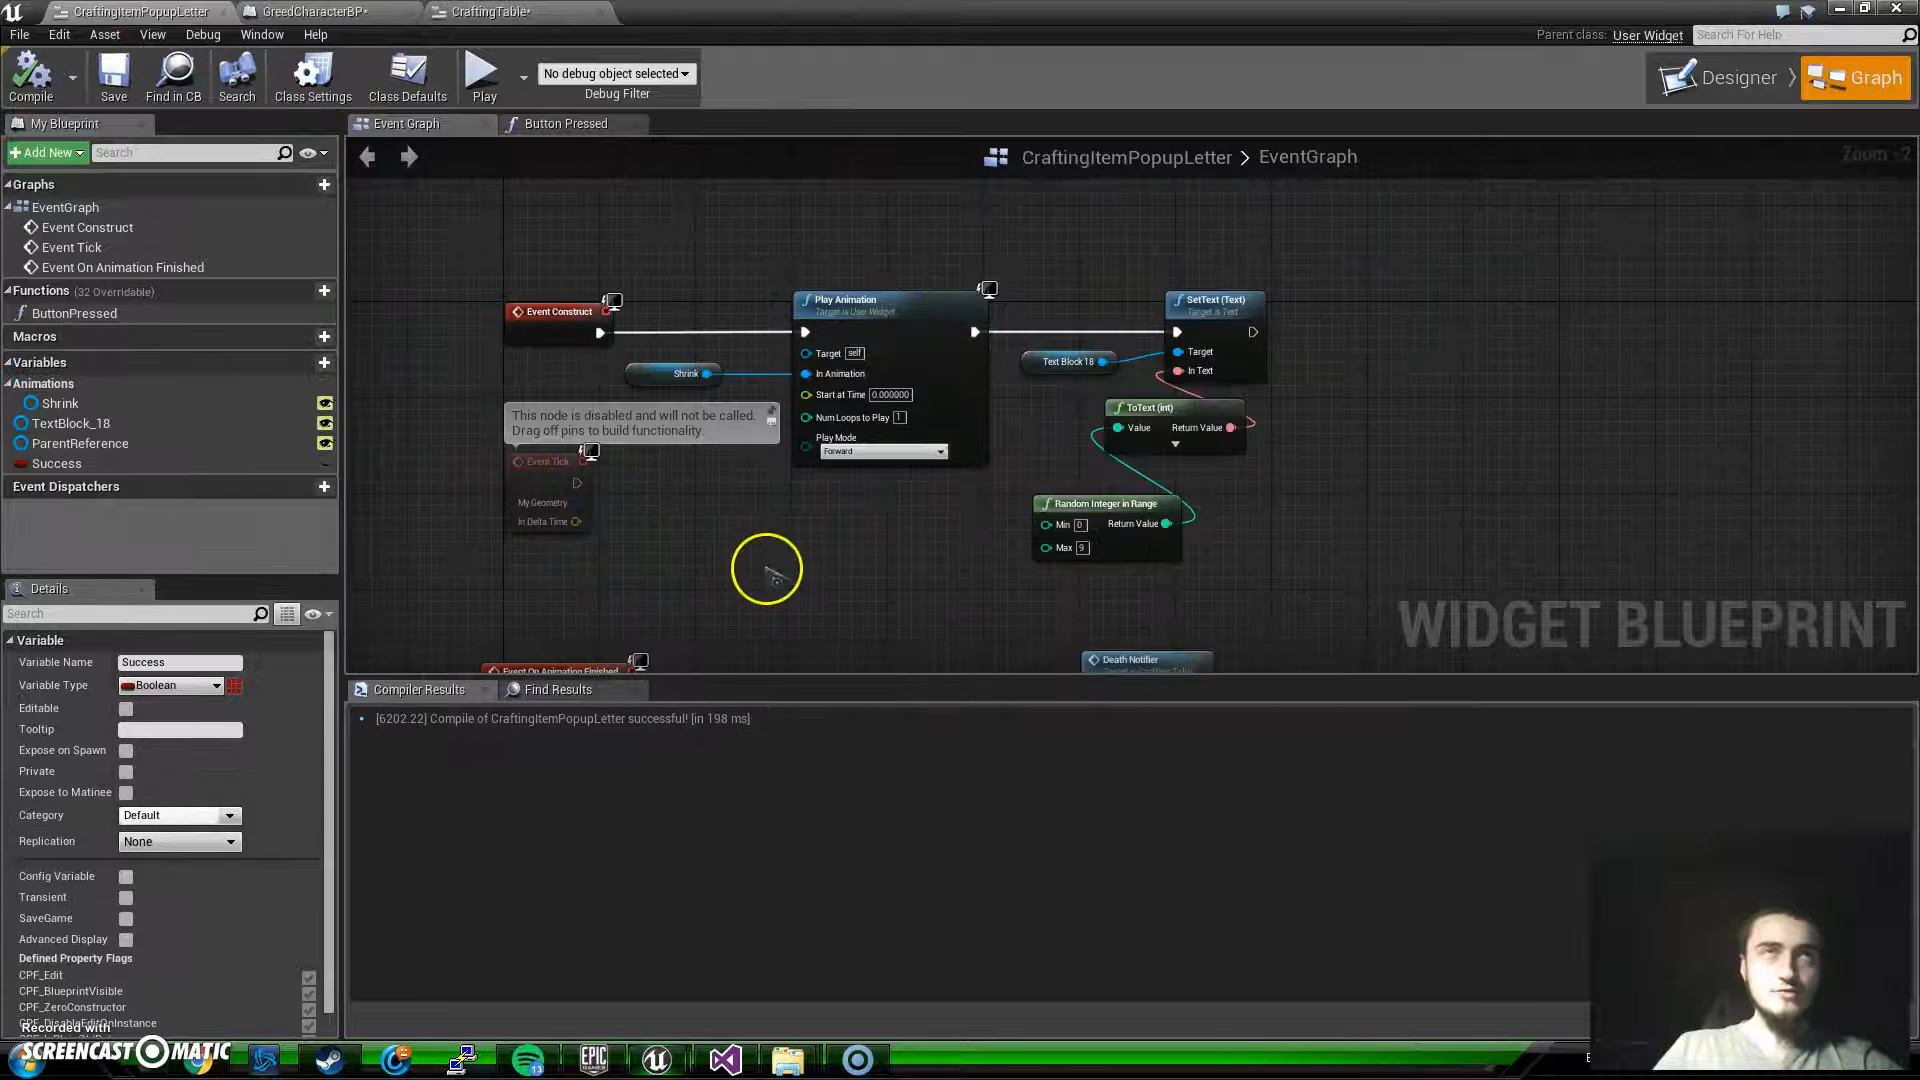 CraftingItemPopupLetter
GreedCharacterBP*
CraftingTable*
File Edit Asset View Debug Window Help
Parent class: User Widget
Search For Help
Compile
Save
Find in CB
Search
Class Settings
Class Defaults
Play
No debug object selected
Debug Filter
Designer
Graph
My Blueprint
Add New
Search
Graphs
EventGraph
Event Construct
Event Tick
Event On Animation Finished
Functions (32 Overridable)
ButtonPressed
Macros
Variables
Animations
Shrink
TextBlock_18
ParentReference
Success
Event Dispatchers
Details
Search
Variable
Variable Name Success
Variable Type Boolean
Editable
Tooltip
Expose on Spawn
Private
Expose to Matinee
Category Default
Replication None
Config Variable
Transient
SaveGame
Advanced Display
Defined Property Flags
CPF_Edit
CPF_BlueprintVisible
CPF_ZeroConstructor
CPF_DisableEditOnInstance
Recorded with
SCREENCAST MATIC
Event Graph
Button Pressed
CraftingItemPopupLetter > EventGraph
Zoom -2
Event Construct
Shrink
Play Animation
Target is User Widget
Target self
In Animation
Start at Time 0.000000
Num Loops to Play 1
Play Mode
Forward
Text Block 18
SetText (Text)
Target is Text
Target
In Text
ToText (int)
Value Return Value
Random Integer in Range
Min 0 Return Value
Max 9
This node is disabled and will not be called.
Drag off pins to build functionality.
Event Tick
My Geometry
In Delta Time
Event On Animation Finished
Death Notifier
WIDGET BLUEPRINT
Compiler Results
Find Results
[6202.22] Compile of CraftingItemPopupLetter successful! [in 198 ms]
13
EPIC
GAMES